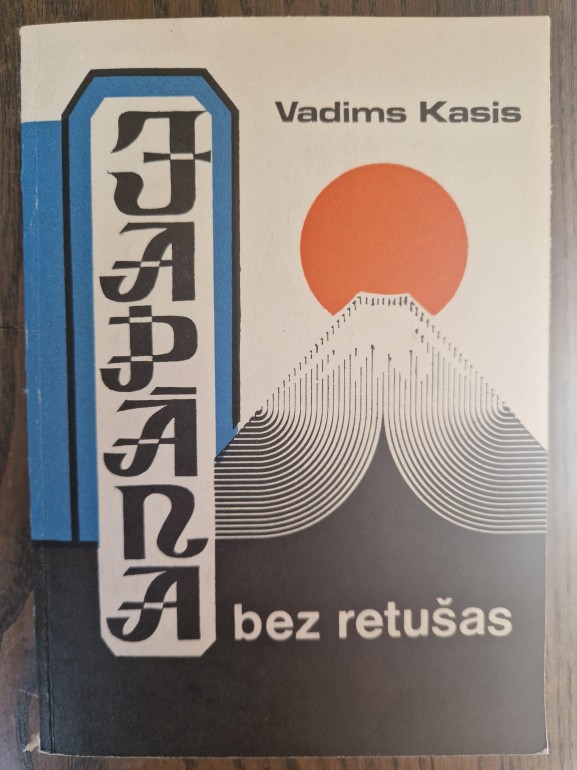 Vadims Kasis
JAPĀNA
bez retušas